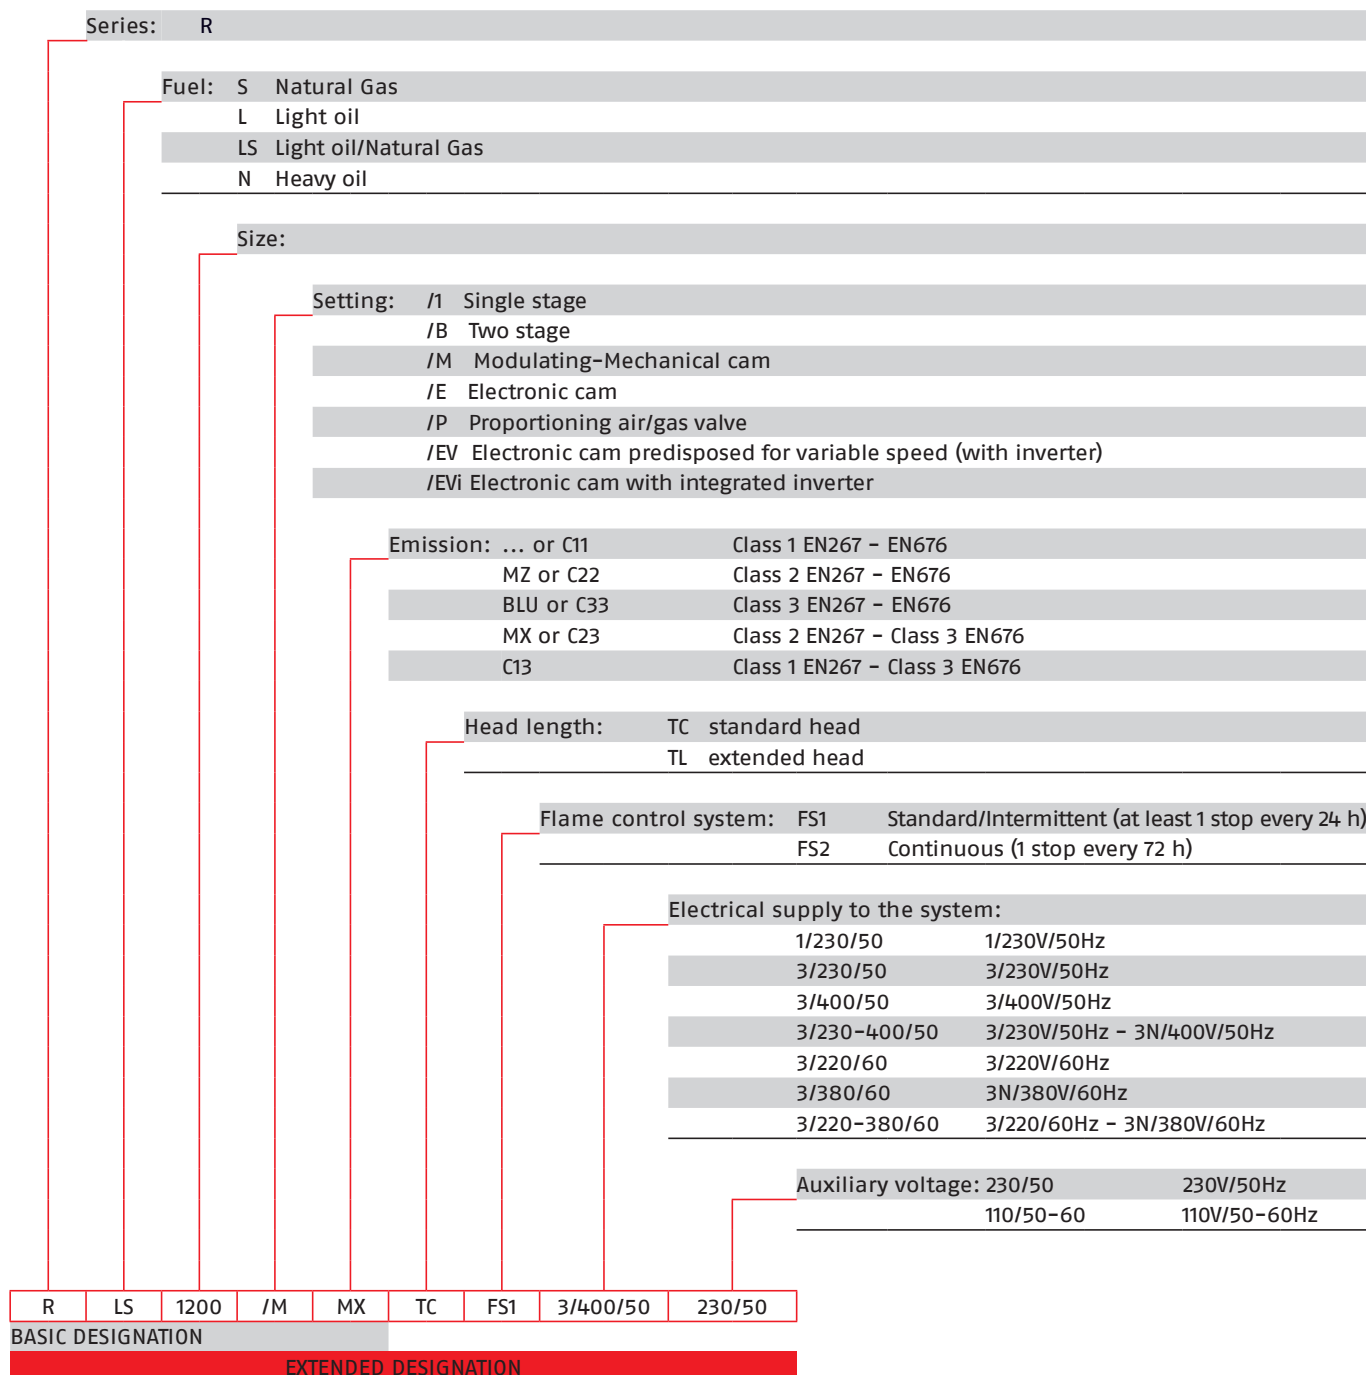 Series: R
Fuel: S Natural Gas
L Light oil
LS Light oil/Natural Gas
N Heavy oil
Size:
Setting: /1 Single stage
/B Two stage
/M Modulating-Mechanical cam
/E Electronic cam
/P Proportioning air/gas valve
/EV Electronic cam predisposed for variable speed (with inverter)
/EVi Electronic cam with integrated inverter
Emission: ... or C11 Class 1 EN267 - EN676
MZ or C22 Class 2 EN267 - EN676
BLU or C33 Class 3 EN267 - EN676
MX or C23 Class 2 EN267 - Class 3 EN676
C13 Class 1 EN267 - Class 3 EN676
Head length: TC standard head
TL extended head
Flame control system: FS1 Standard/Intermittent (at least 1 stop every 24 h)
FS2 Continuous (1 stop every 72 h)
Electrical supply to the system:
1/230/50 1/230V/50Hz
3/230/50 3/230V/50Hz
3/400/50 3/400V/50Hz
3/230-400/50 3/230V/50Hz - 3N/400V/50Hz
3/220/60 3/220V/60Hz
3/380/60 3N/380V/60Hz
3/220-380/60 3/220/60Hz - 3N/380V/60Hz
Auxiliary voltage: 230/50 230V/50Hz
110/50-60 110V/50-60Hz
R LS 1200 /M MX TC FS1 3/400/50 230/50
BASIC DESIGNATION
EXTENDED DESIGNATION